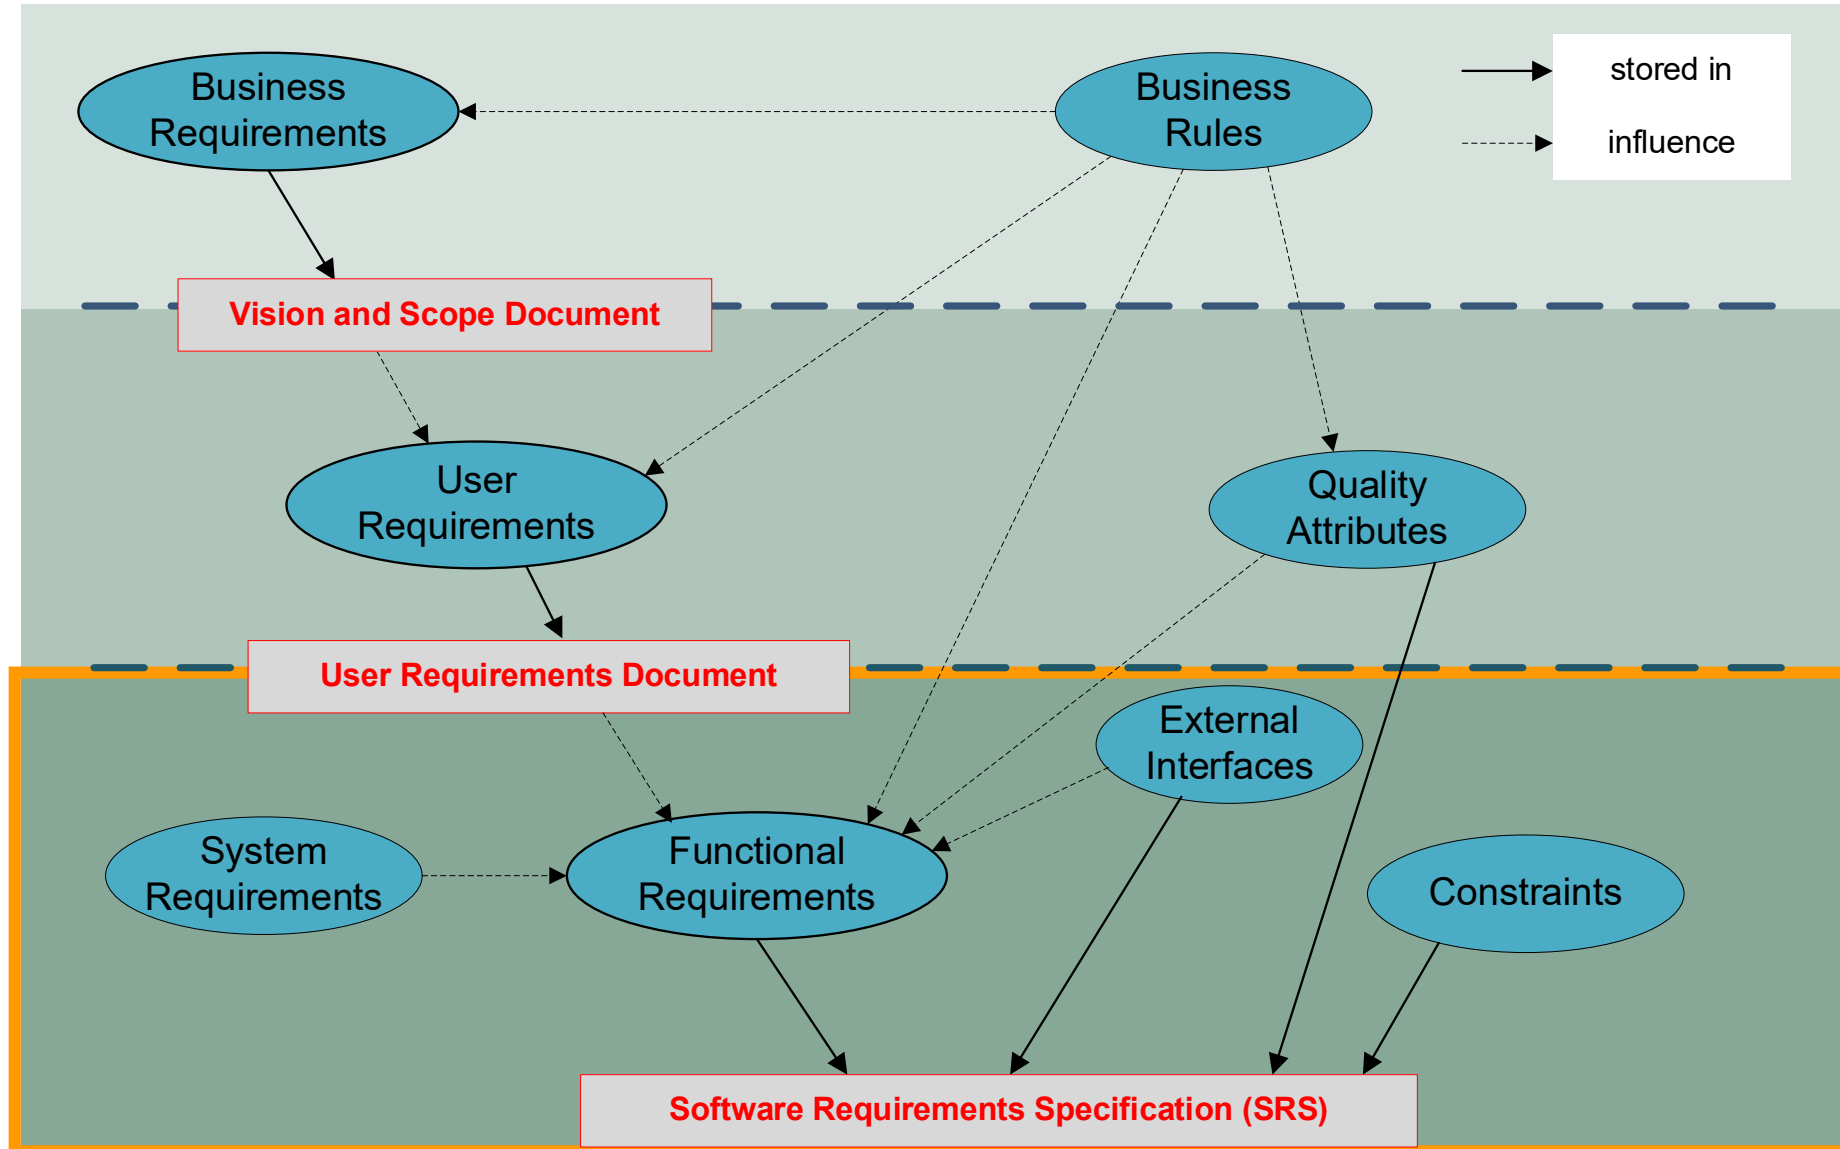 Business
Requirements
Business
Rules
stored in
influence
Vision and Scope Document
User
Requirements
Quality
Attributes
User Requirements Document
External
Interfaces
System
Requirements
Functional
Requirements
Constraints
Software Requirements Specification (SRS)